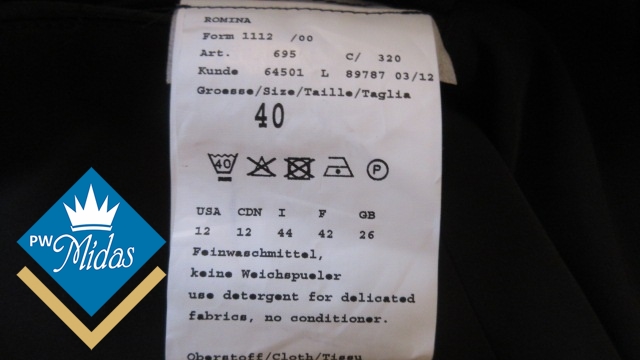 ROMINA
Form 1112 /00
Art. 695 C/ 320
Kunde 64501 L 89787 03/12
Groesse/Size/Taille/Taglia
40
40 P
USA CDN I F GB
12 12 44 42 26
Feinwaschmittel,
keine Weichspueler
use detergent for delicated
fabrics, no conditioner.
Oberstoff/Cloth/Tissu
PW Midas